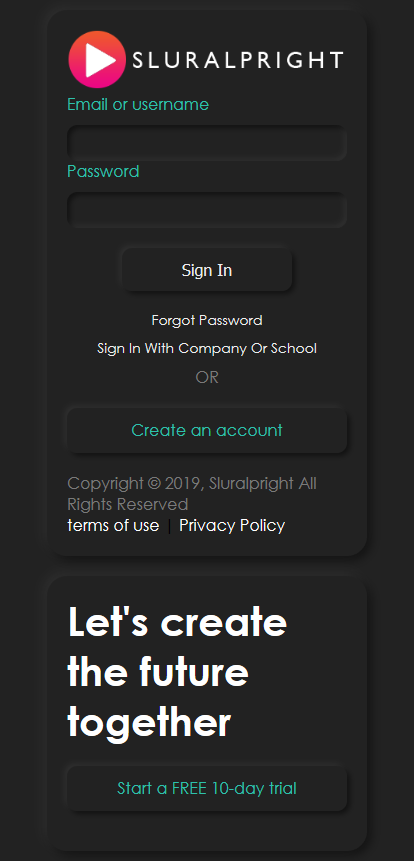 SLURALPRIGHT
Email or username
Password
Sign In
Forgot Password
Sign In With Company Or School
OR
Create an account
Copyright © 2019, Sluralpright All
Rights Reserved
terms of use | Privacy Policy
Let's create
the future
together
Start a FREE 10-day trial